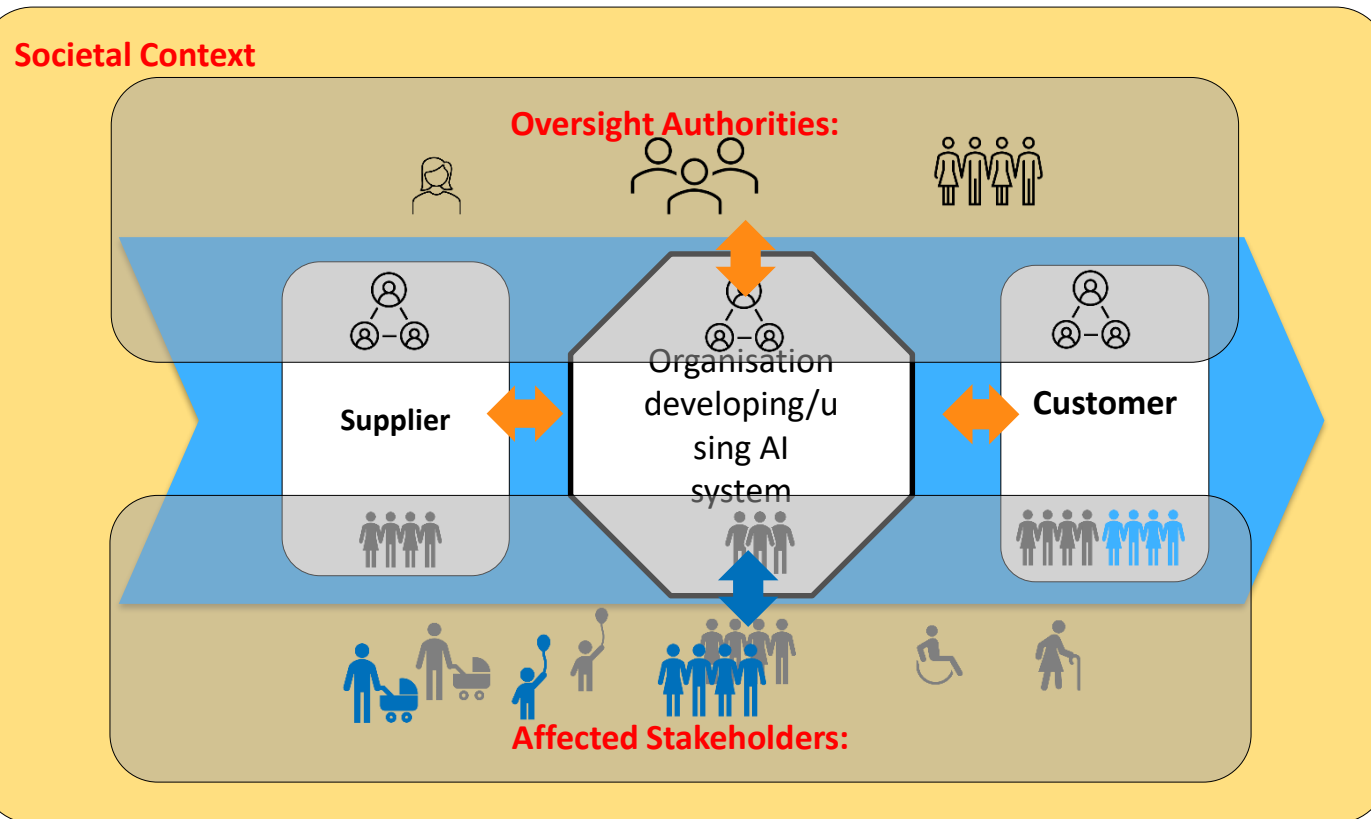 Societal Context
Oversight Authorities:
Organisation
developing/u
sing AI
system
Supplier
Customer
Affected Stakeholders: